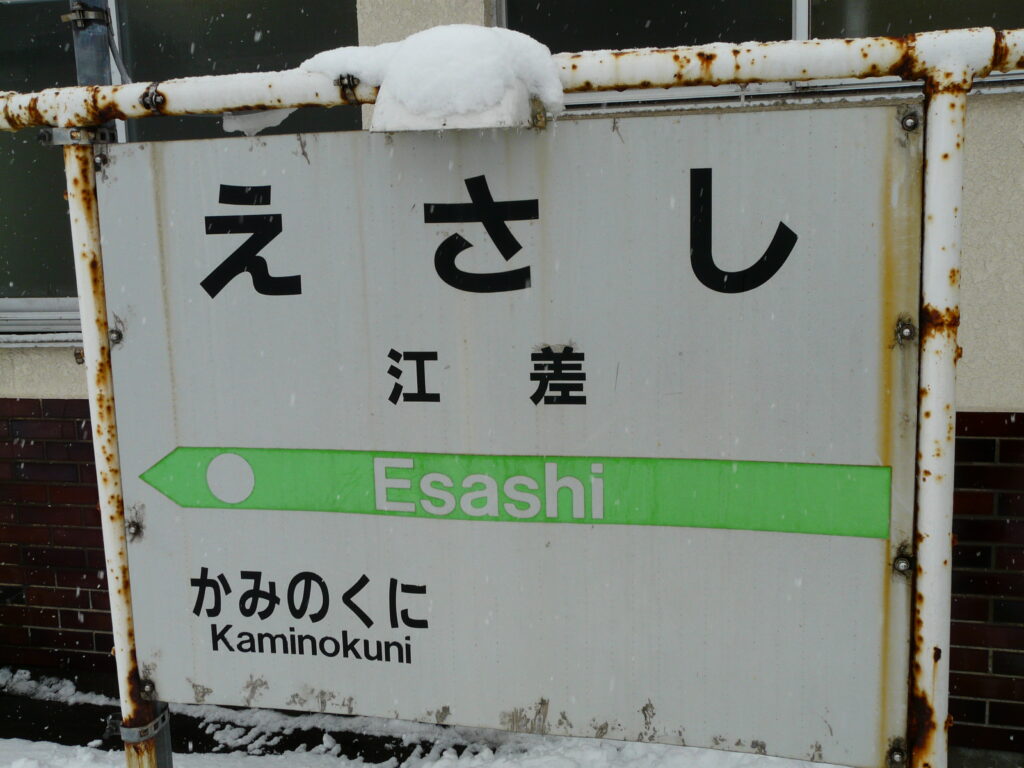 えさし
江差
Esashi
かみのくに
Kaminokuni